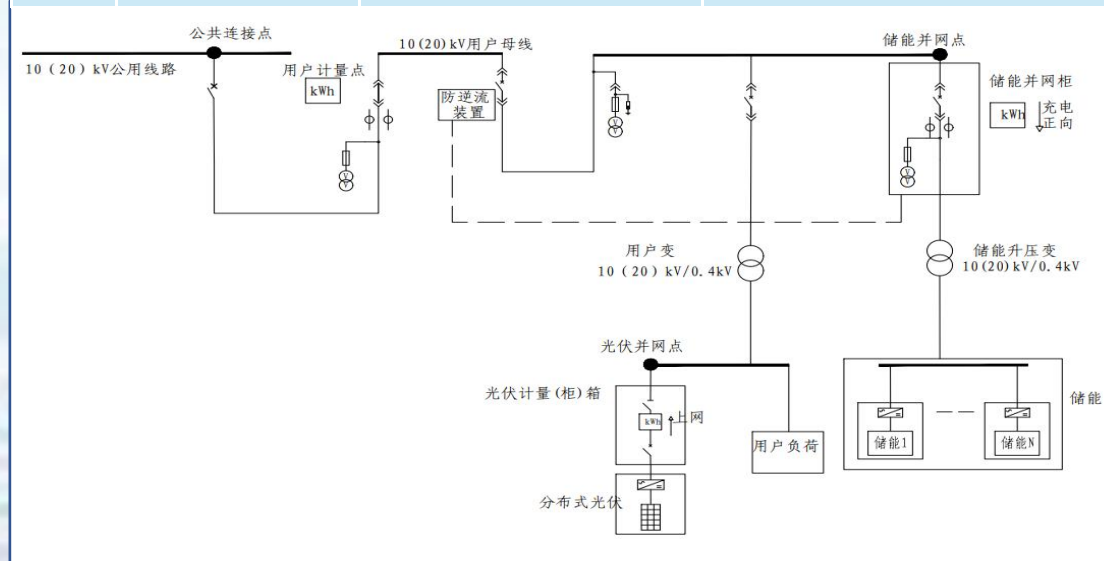 公共连接点
10（20）kV公用线路
用户计量点
kWh
10(20)kV用户母线
防逆流
装置
储能并网点
储能并网柜
kWh
充电
正向
用户变
10（20）kV/0.4kV
储能升压变
10(20)kV/0.4kV
光伏并网点
光伏计量(柜)箱
kWh
上网
用户负荷
分布式光伏
储能
储能1
储能N